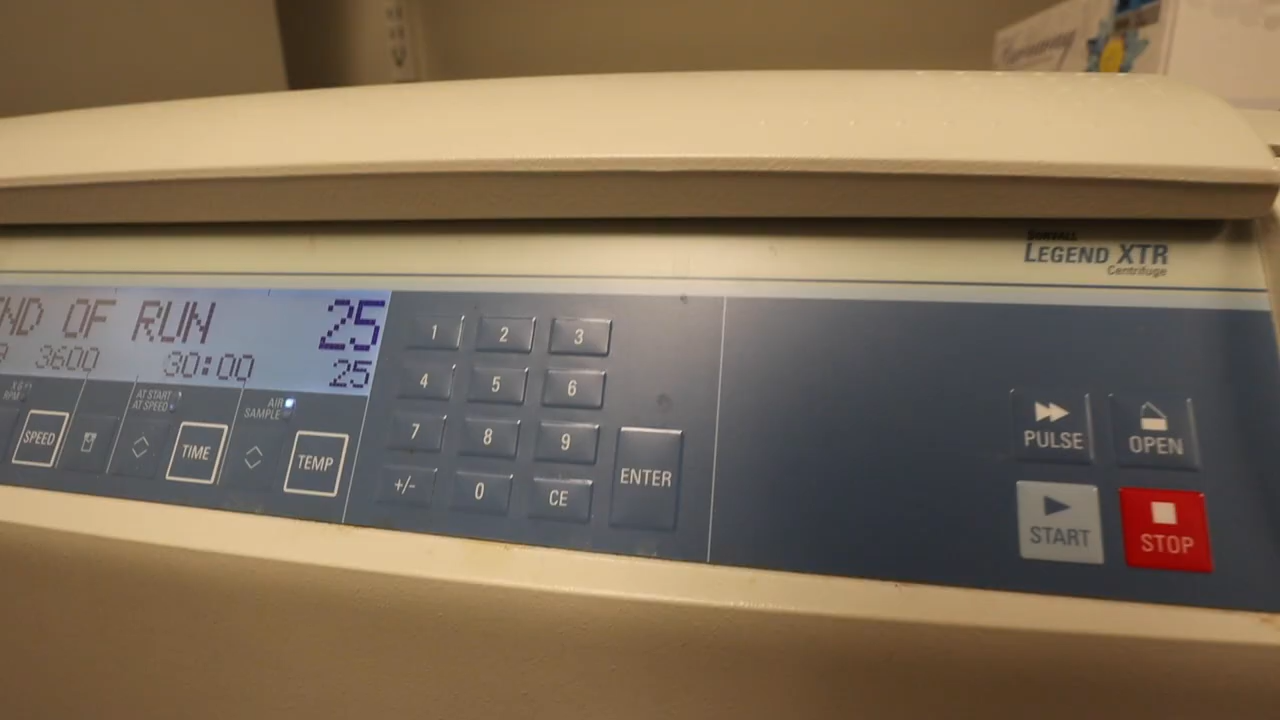 SORVALL
LEGEND XTR
Centrifuge
ND OF RUN 25
3600 30:00 25
X G
RPM
AT START
AT SPEED
AIR
SAMPLE
SPEED
TIME
TEMP
1 2 3
4 5 6
7 8 9
+/- 0 CE
ENTER
PULSE
OPEN
START
STOP